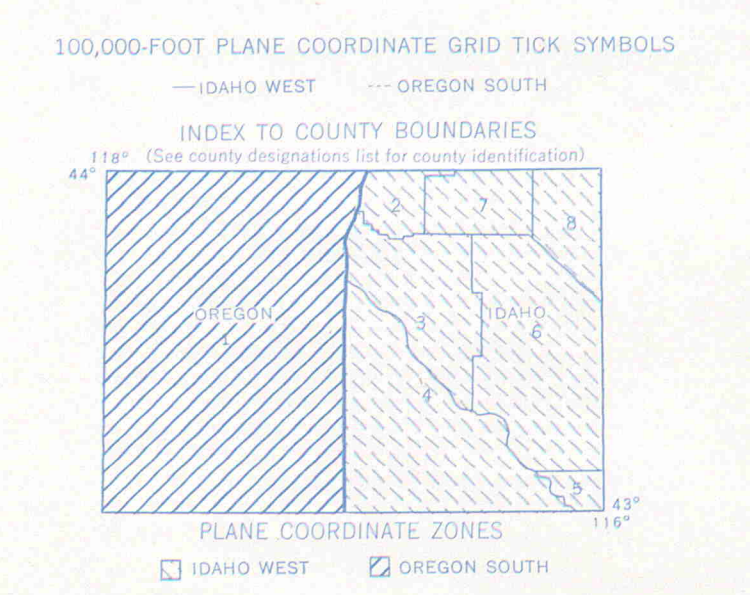 100,000-FOOT PLANE COORDINATE GRID TICK SYMBOLS
IDAHO WEST OREGON SOUTH
INDEX TO COUNTY BOUNDARIES
118° (See county designations list for county identification)
44°
2 7 8
OREGON IDAHO
1 3 6
4
5
43°
116°
PLANE COORDINATE ZONES
IDAHO WEST OREGON SOUTH